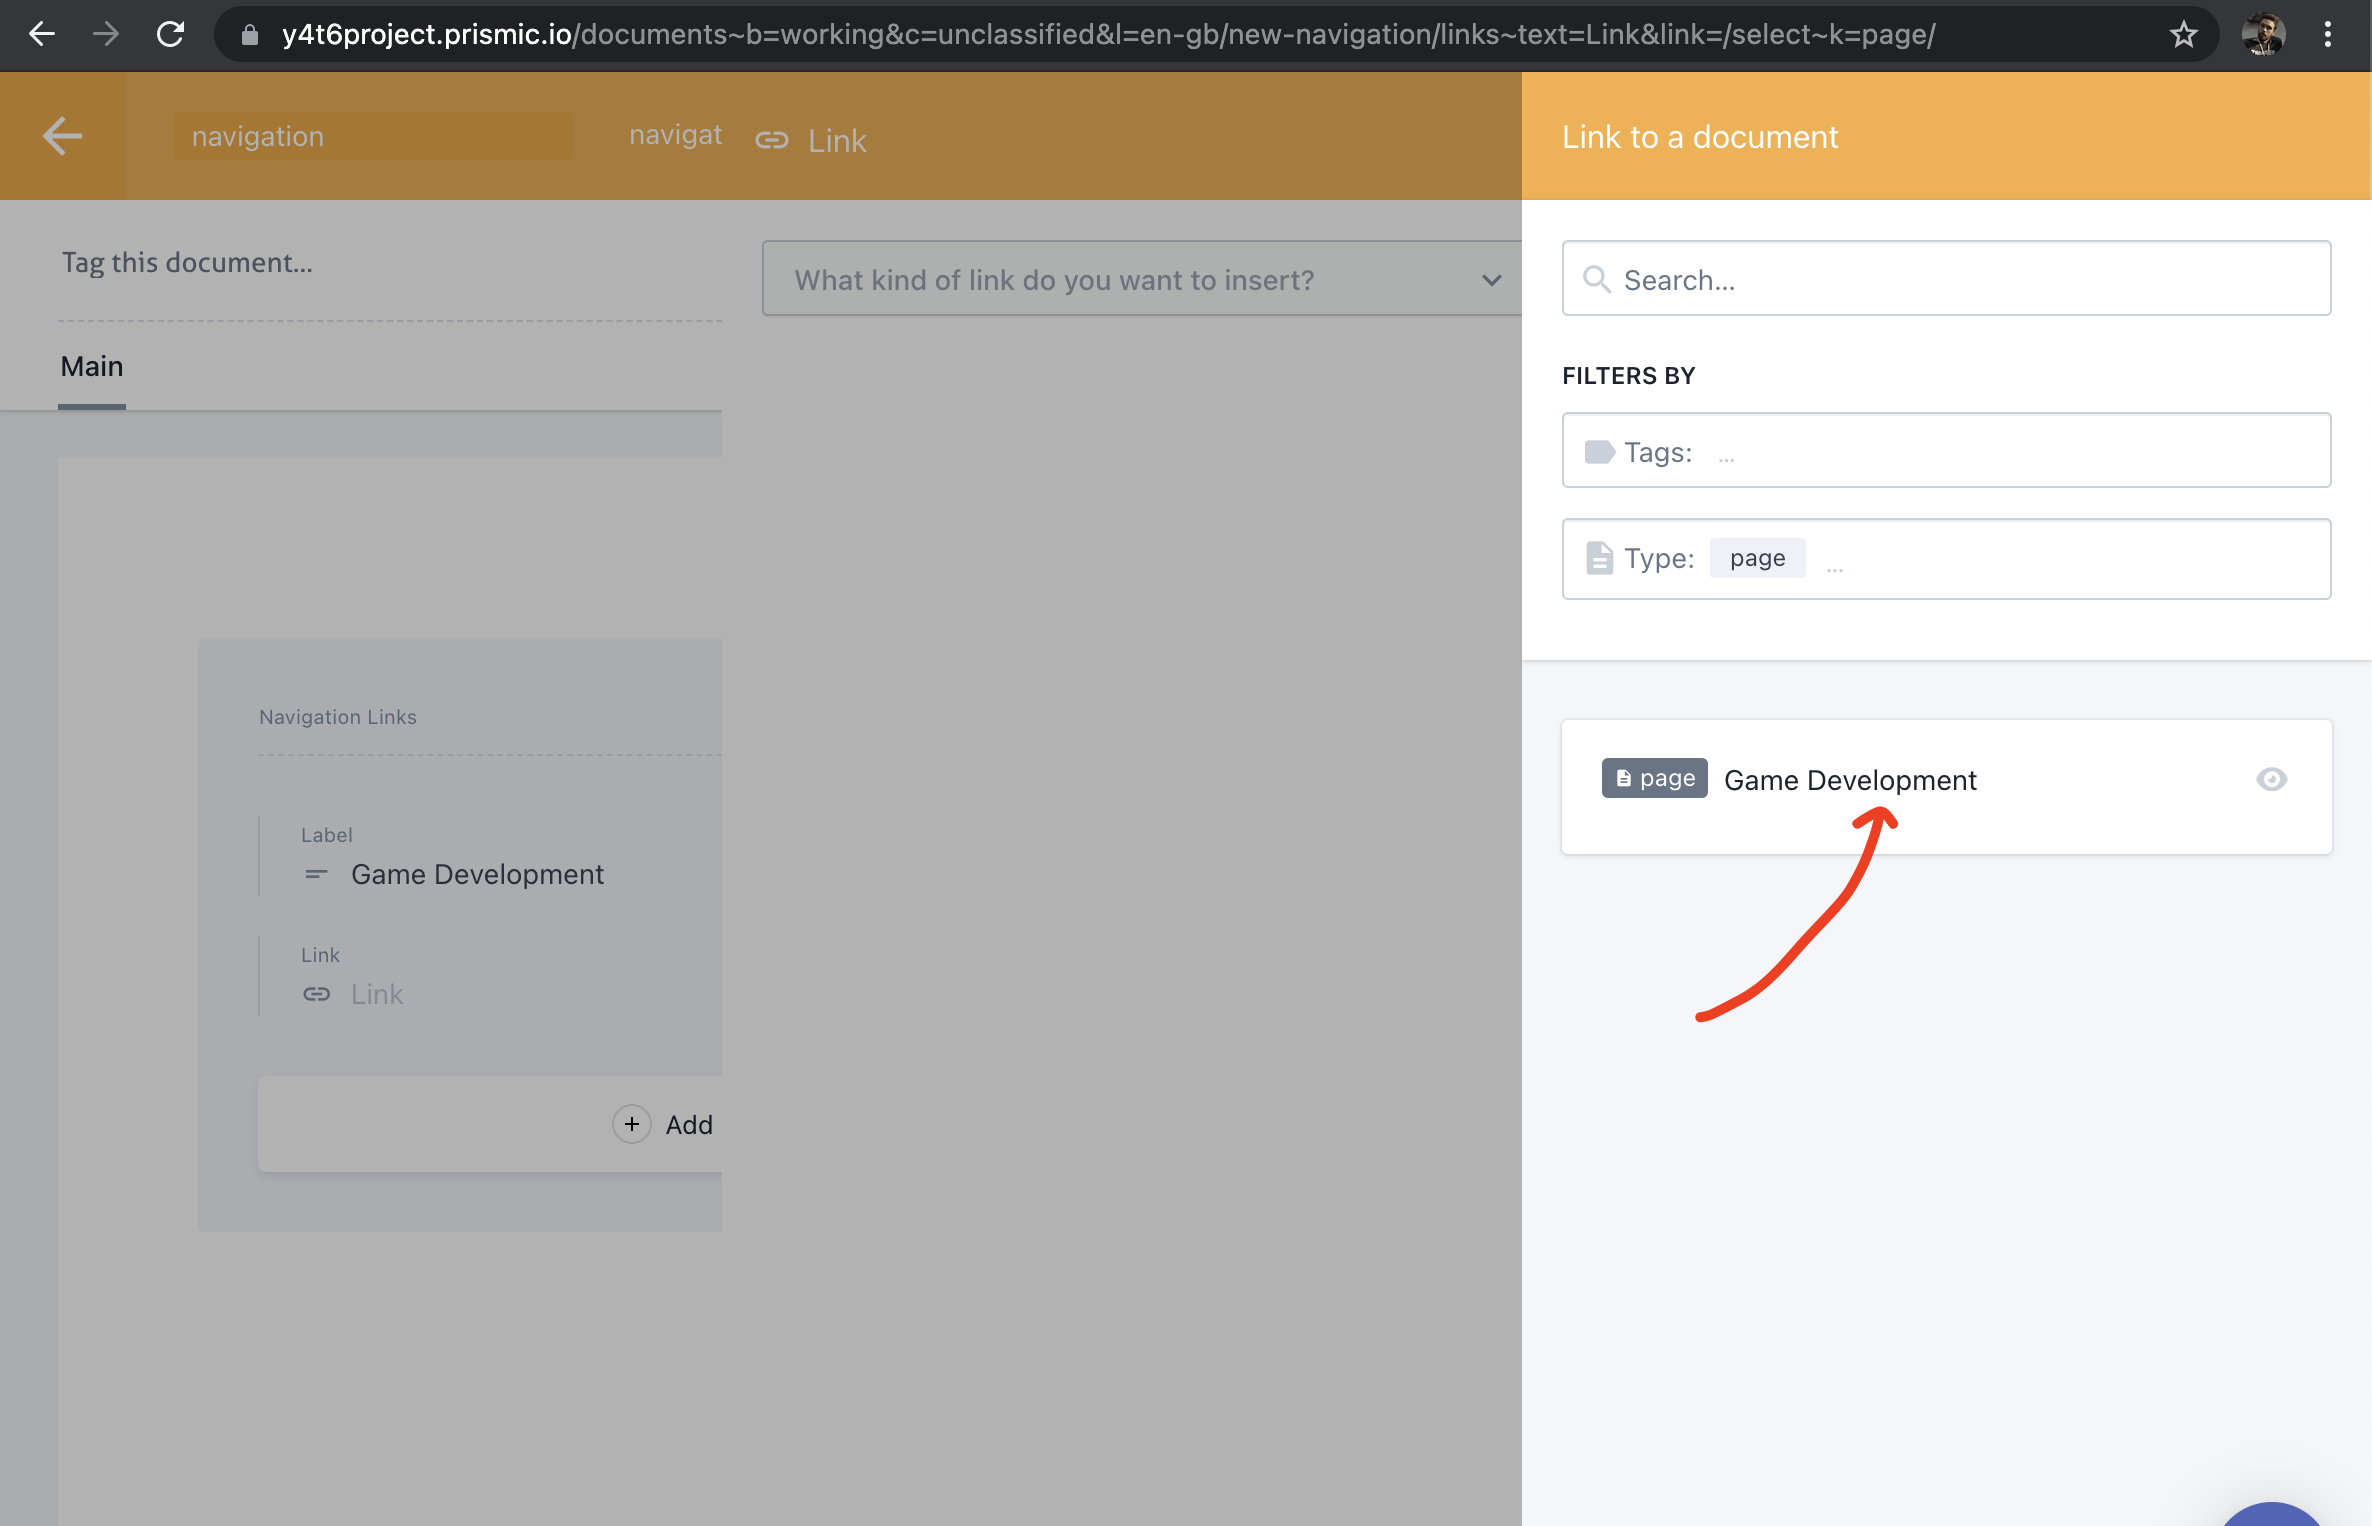 y4t6project.prismic.io/documents~b=working&c=unclassified&l=en-gb/new-navigation/links~text=Link&link=/select~k=page/
navigation
navigat
Link
Link to a document
Tag this document...
What kind of link do you want to insert?
Search...
Main
FILTERS BY
Tags: ...
Type: page ...
Navigation Links
page Game Development
Label
Game Development
Link
Link
+ Add